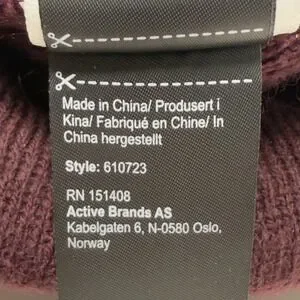 Made in China/ Produsert i
Kina/ Fabriqué en Chine/ In
China hergestellt
Style: 610723
RN 151408
Active Brands AS
Kabelgaten 6, N-0580 Oslo,
Norway